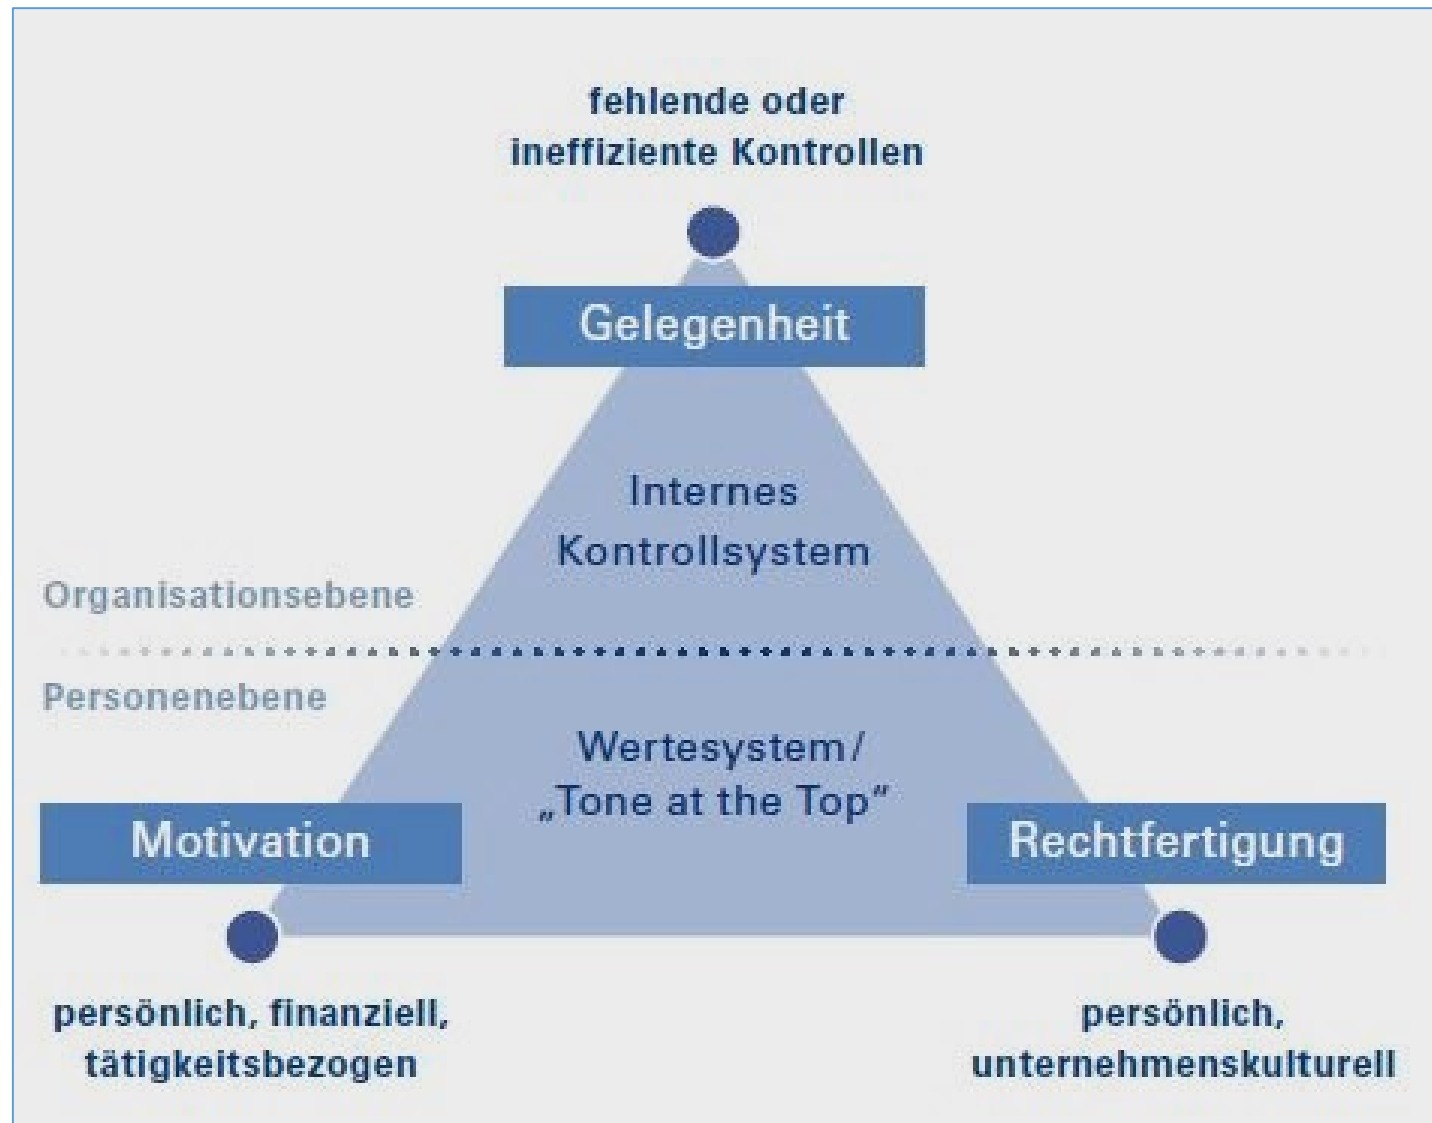 fehlende oder
ineffiziente Kontrollen
Gelegenheit
Internes
Kontrollsystem
Organisationsebene
Personenebene
Wertesystem/
„Tone at the Top“
Motivation
Rechtfertigung
persönlich, finanziell,
tätigkeitsbezogen
persönlich,
unternehmenskulturell